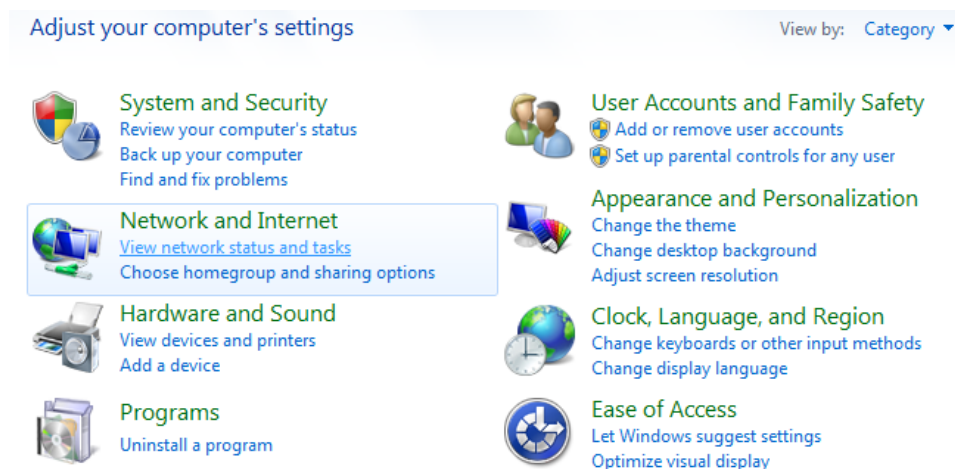 Adjust your computer's settings
View by: Category
System and Security
Review your computer's status
Back up your computer
Find and fix problems
Network and Internet
View network status and tasks
Choose homegroup and sharing options
Hardware and Sound
View devices and printers
Add a device
Programs
Uninstall a program
User Accounts and Family Safety
Add or remove user accounts
Set up parental controls for any user
Appearance and Personalization
Change the theme
Change desktop background
Adjust screen resolution
Clock, Language, and Region
Change keyboards or other input methods
Change display language
Ease of Access
Let Windows suggest settings
Optimize visual display